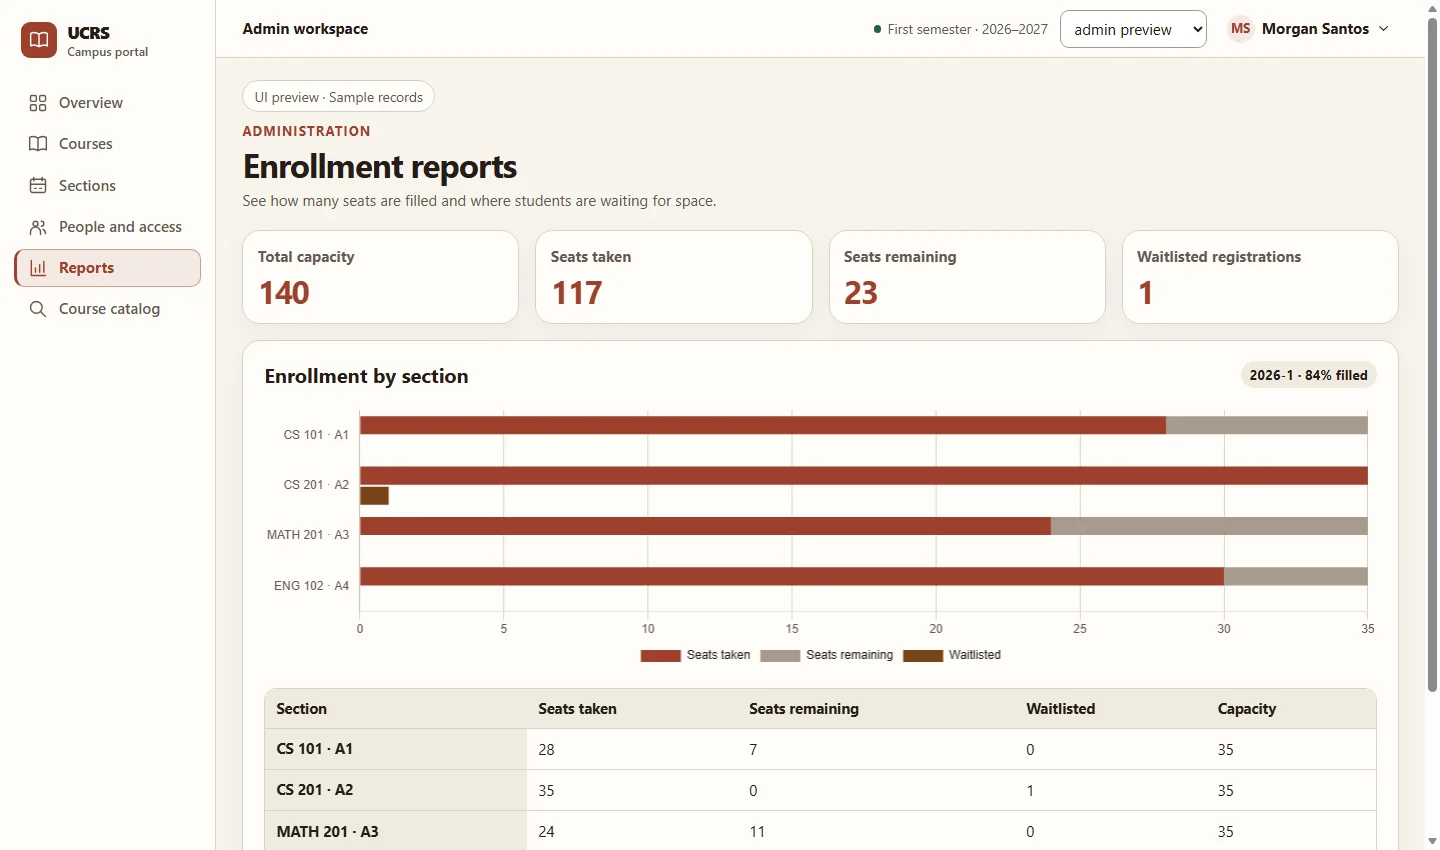 UCRS
Campus portal
Overview
Courses
Sections
People and access
Reports
Course catalog
Admin workspace
First semester · 2026–2027
admin preview
MS
Morgan Santos
UI preview · Sample records
ADMINISTRATION
Enrollment reports
See how many seats are filled and where students are waiting for space.
Total capacity
140
Seats taken
117
Seats remaining
23
Waitlisted registrations
1
Enrollment by section
2026-1 · 84% filled
CS 101 · A1
CS 201 · A2
MATH 201 · A3
ENG 102 · A4
0 5 10 15 20 25 30 35
Seats taken Seats remaining Waitlisted
Section Seats taken Seats remaining Waitlisted Capacity
CS 101 · A1 28 7 0 35
CS 201 · A2 35 0 1 35
MATH 201 · A3 24 11 0 35